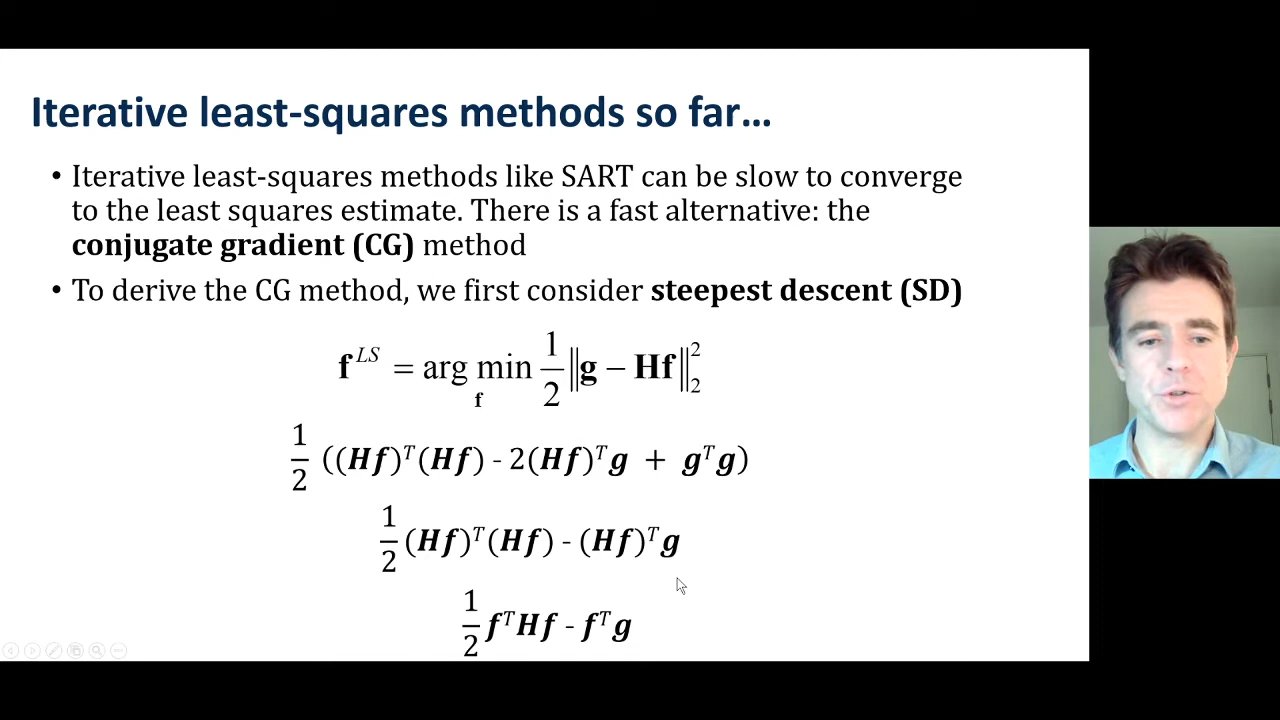 Iterative least-squares methods so far…
• Iterative least-squares methods like SART can be slow to converge
to the least squares estimate. There is a fast alternative: the
conjugate gradient (CG) method
• To derive the CG method, we first consider steepest descent (SD)
f^{LS} = arg min_f 1/2 ||g − Hf||_2^2
1/2 ((Hf)^T(Hf) - 2(Hf)^T g + g^T g)
1/2 (Hf)^T(Hf) - (Hf)^T g
1/2 f^T Hf - f^T g